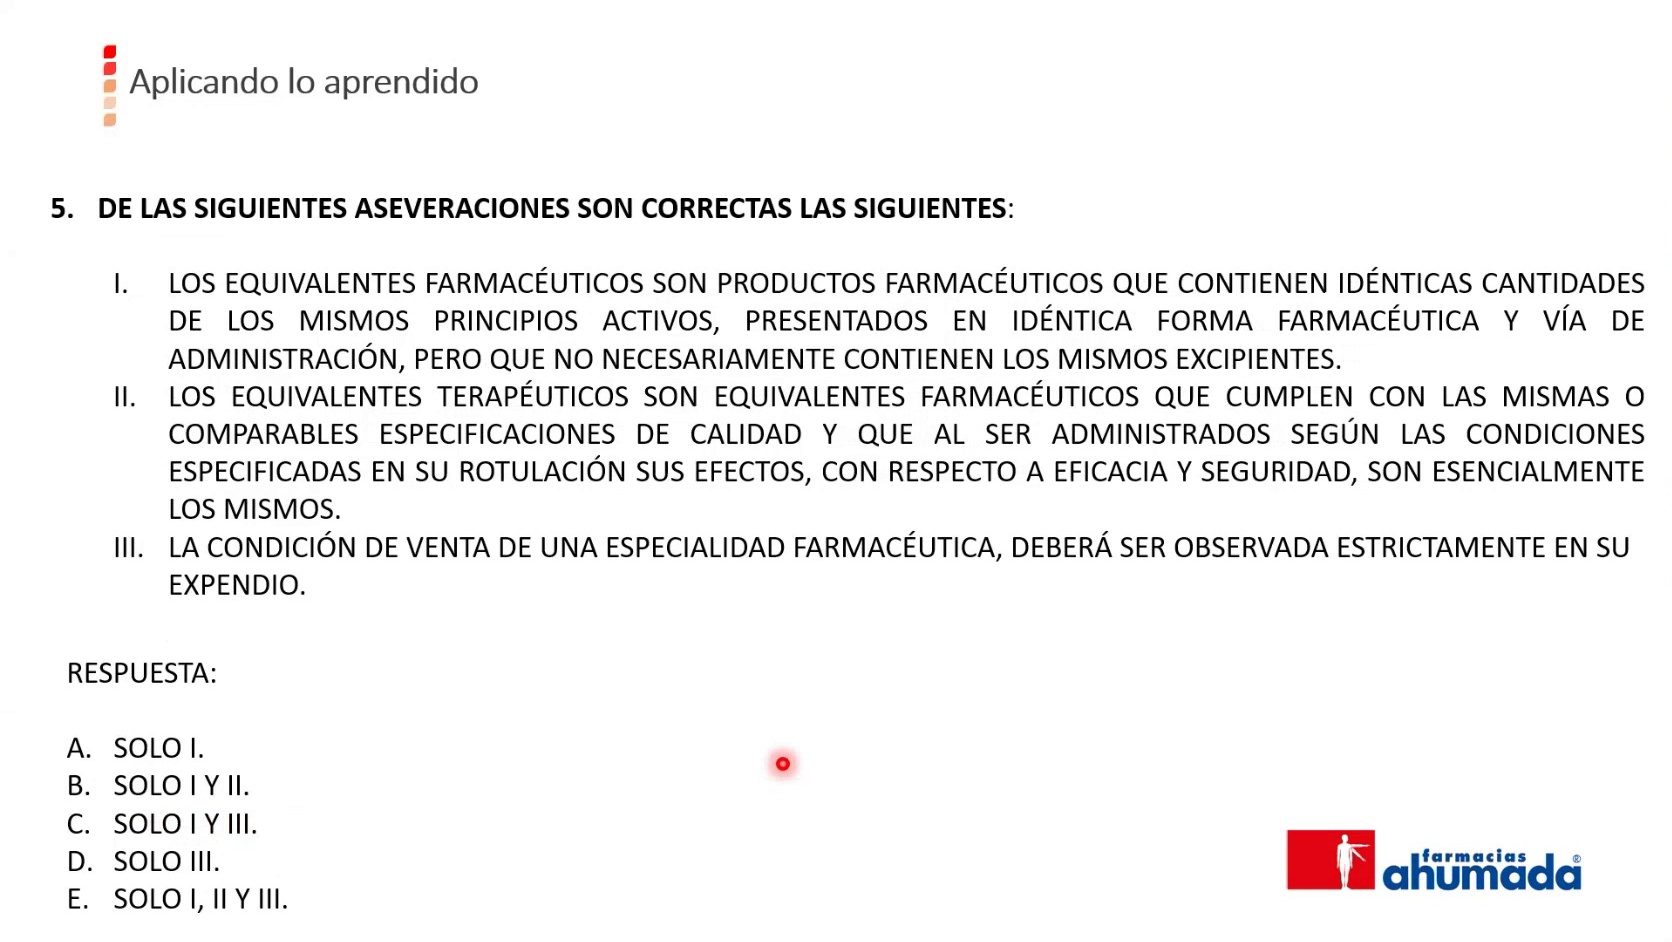 Aplicando lo aprendido
5. DE LAS SIGUIENTES ASEVERACIONES SON CORRECTAS LAS SIGUIENTES:
I. LOS EQUIVALENTES FARMACÉUTICOS SON PRODUCTOS FARMACÉUTICOS QUE CONTIENEN IDÉNTICAS CANTIDADES
DE LOS MISMOS PRINCIPIOS ACTIVOS, PRESENTADOS EN IDÉNTICA FORMA FARMACÉUTICA Y VÍA DE
ADMINISTRACIÓN, PERO QUE NO NECESARIAMENTE CONTIENEN LOS MISMOS EXCIPIENTES.
II. LOS EQUIVALENTES TERAPÉUTICOS SON EQUIVALENTES FARMACÉUTICOS QUE CUMPLEN CON LAS MISMAS O
COMPARABLES ESPECIFICACIONES DE CALIDAD Y QUE AL SER ADMINISTRADOS SEGÚN LAS CONDICIONES
ESPECIFICADAS EN SU ROTULACIÓN SUS EFECTOS, CON RESPECTO A EFICACIA Y SEGURIDAD, SON ESENCIALMENTE
LOS MISMOS.
III. LA CONDICIÓN DE VENTA DE UNA ESPECIALIDAD FARMACÉUTICA, DEBERÁ SER OBSERVADA ESTRICTAMENTE EN SU
EXPENDIO.
RESPUESTA:
A. SOLO I.
B. SOLO I Y II.
C. SOLO I Y III.
D. SOLO III.
E. SOLO I, II Y III.
farmacias
ahumada®